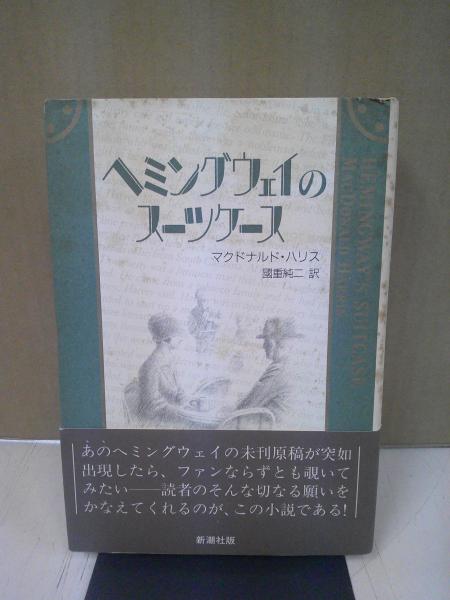 ヘミングウェイの
スーツケース
マクドナルド・ハリス
國重純二 訳
HEMINGWAY'S SUITCASE
MACDONALD HARRIS
あのヘミングウェイの未刊原稿が突如
出現したら、ファンならずとも覗いて
みたい――読者のそんな切なる願いを
かなえてくれるのが、この小説である!
新潮社版